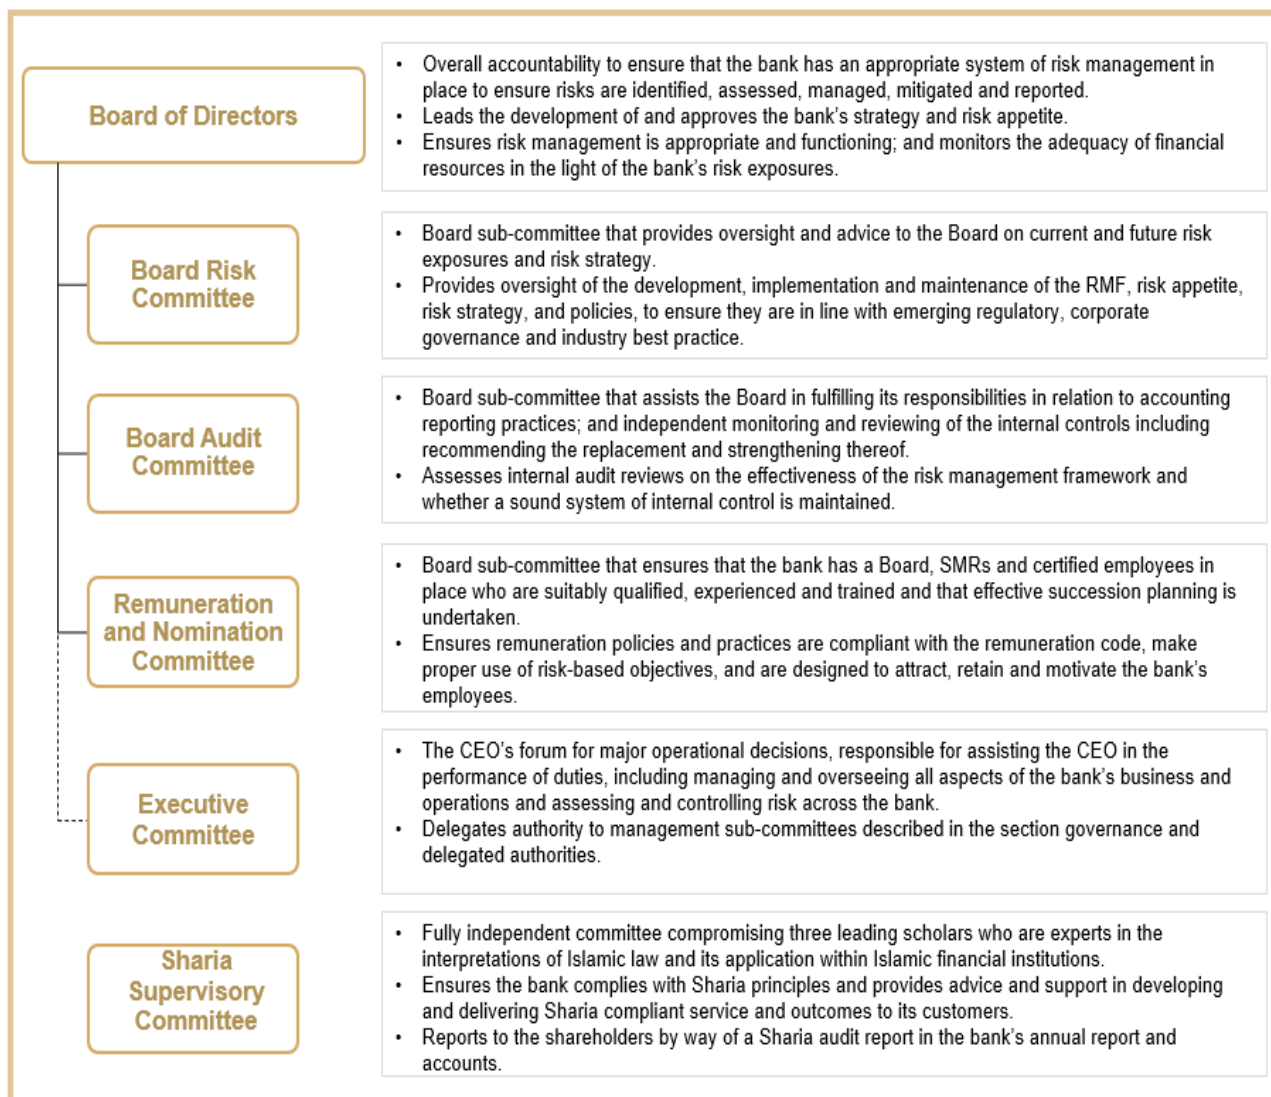 Board of Directors
• Overall accountability to ensure that the bank has an appropriate system of risk management in
place to ensure risks are identified, assessed, managed, mitigated and reported.
• Leads the development of and approves the bank's strategy and risk appetite.
• Ensures risk management is appropriate and functioning; and monitors the adequacy of financial
resources in the light of the bank's risk exposures.
Board Risk
Committee
• Board sub-committee that provides oversight and advice to the Board on current and future risk
exposures and risk strategy.
• Provides oversight of the development, implementation and maintenance of the RMF, risk appetite,
risk strategy, and policies, to ensure they are in line with emerging regulatory, corporate
governance and industry best practice.
Board Audit
Committee
• Board sub-committee that assists the Board in fulfilling its responsibilities in relation to accounting
reporting practices; and independent monitoring and reviewing of the internal controls including
recommending the replacement and strengthening thereof.
• Assesses internal audit reviews on the effectiveness of the risk management framework and
whether a sound system of internal control is maintained.
Remuneration
and Nomination
Committee
• Board sub-committee that ensures that the bank has a Board, SMRs and certified employees in
place who are suitably qualified, experienced and trained and that effective succession planning is
undertaken.
• Ensures remuneration policies and practices are compliant with the remuneration code, make
proper use of risk-based objectives, and are designed to attract, retain and motivate the bank's
employees.
Executive
Committee
• The CEO's forum for major operational decisions, responsible for assisting the CEO in the
performance of duties, including managing and overseeing all aspects of the bank's business and
operations and assessing and controlling risk across the bank.
• Delegates authority to management sub-committees described in the section governance and
delegated authorities.
Sharia
Supervisory
Committee
• Fully independent committee compromising three leading scholars who are experts in the
interpretations of Islamic law and its application within Islamic financial institutions.
• Ensures the bank complies with Sharia principles and provides advice and support in developing
and delivering Sharia compliant service and outcomes to its customers.
• Reports to the shareholders by way of a Sharia audit report in the bank's annual report and
accounts.